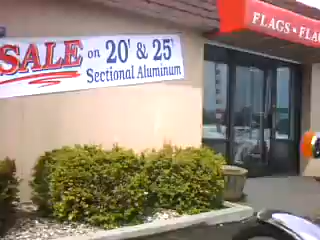 SALE on 20' & 25'
Sectional Aluminum
FLAGS • FLAG